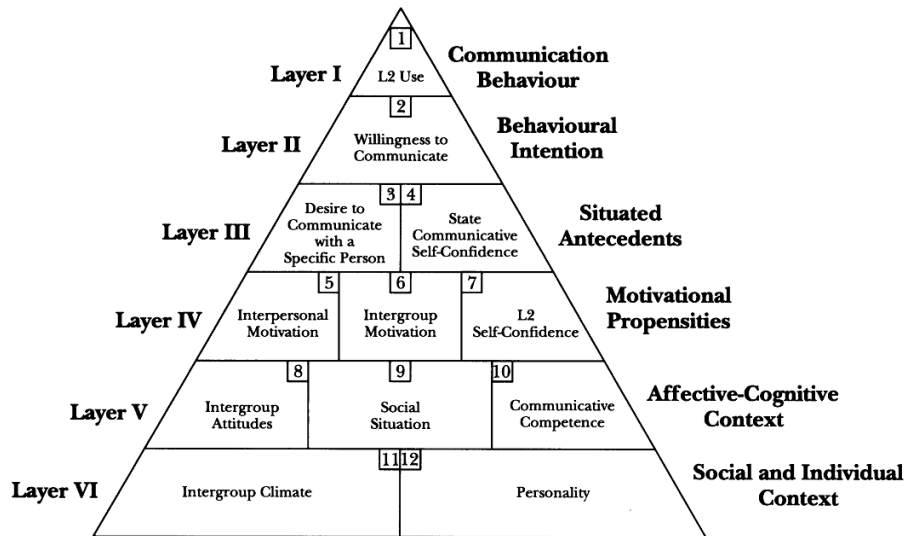 1
Layer I
L2 Use
Communication
Behaviour
2
Layer II
Willingness to
Communicate
Behavioural
Intention
3 4
Layer III
Desire to
Communicate
with a
Specific Person
State
Communicative
Self-Confidence
Situated
Antecedents
5 6 7
Layer IV
Interpersonal
Motivation
Intergroup
Motivation
L2
Self-Confidence
Motivational
Propensities
8 9 10
Layer V
Intergroup
Attitudes
Social
Situation
Communicative
Competence
Affective-Cognitive
Context
11 12
Layer VI
Intergroup Climate
Personality
Social and Individual
Context